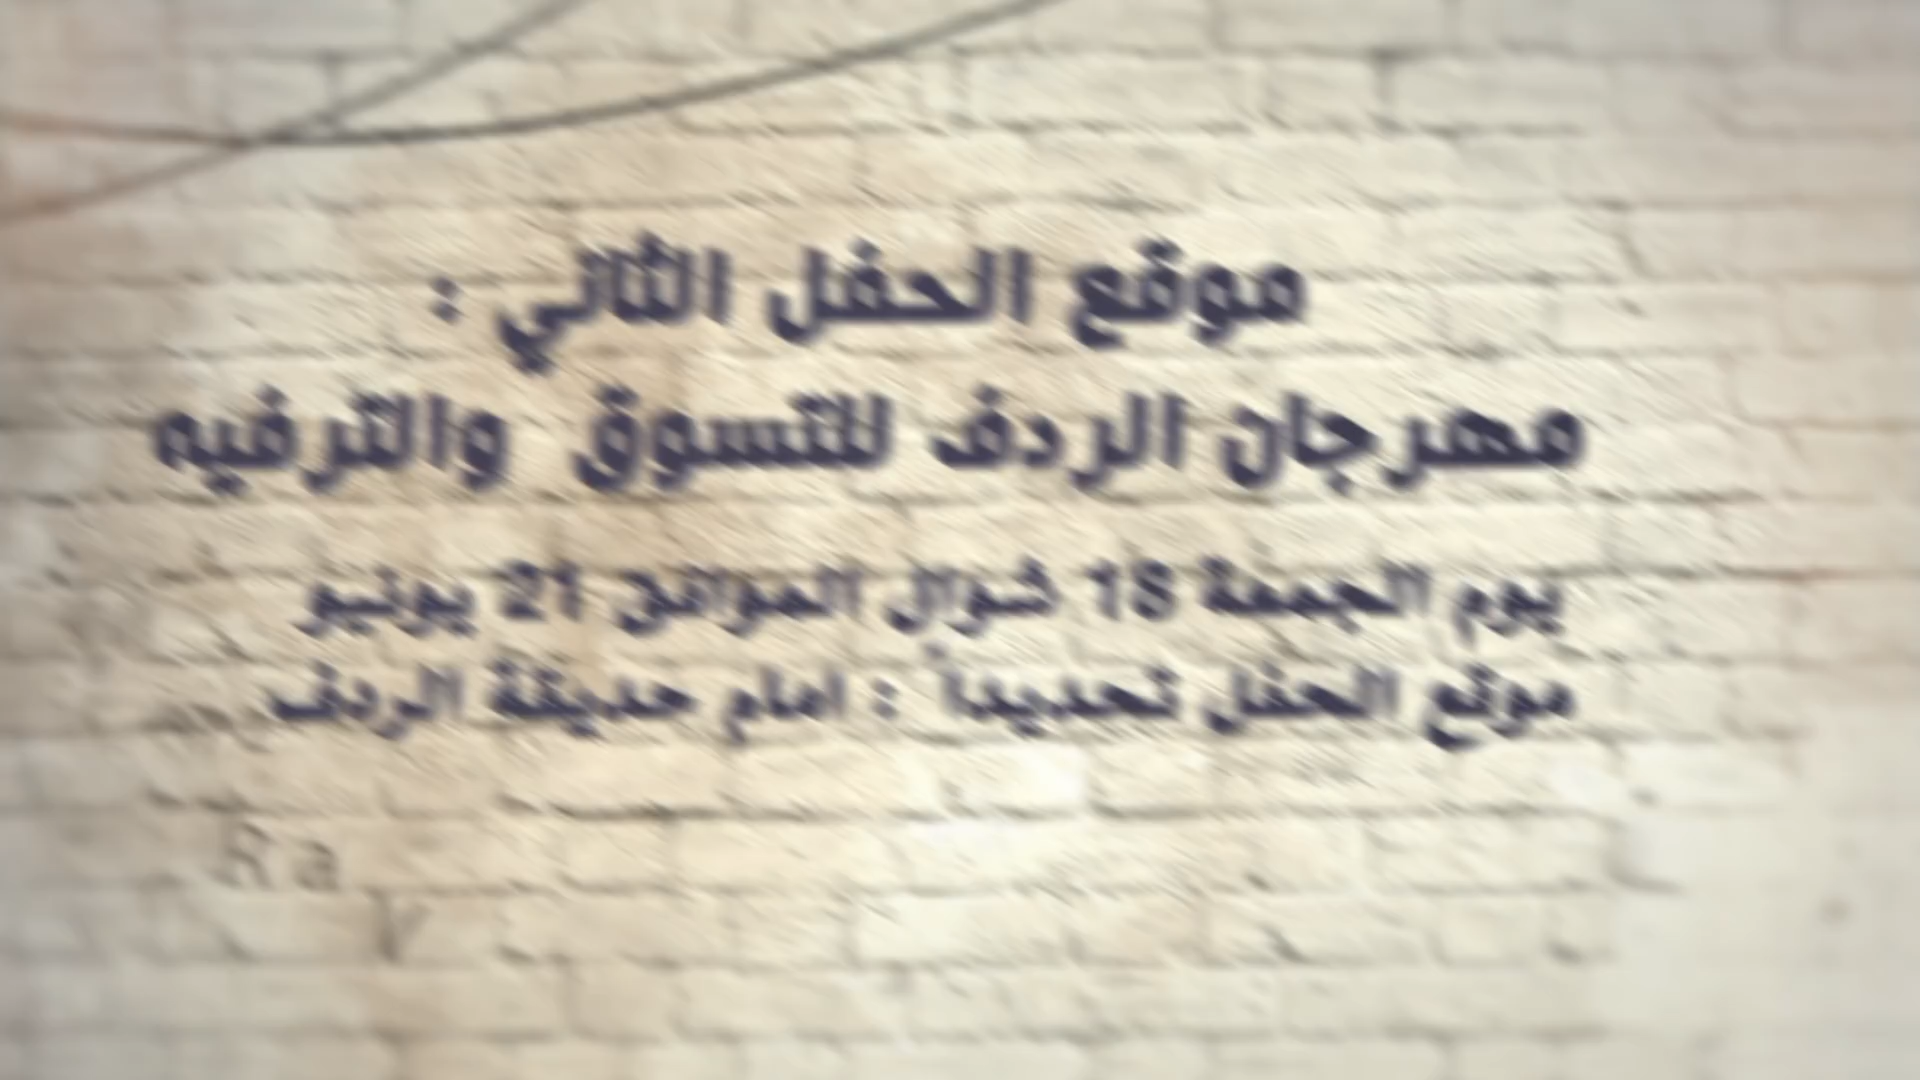 موقع الحفل الثاني :
مهرجان الردف للتسوق والترفيه
يوم الجمعة 18 شوال الموافق 21 يونيو
موقع الحفل تحديداً : امام حديقة الردف